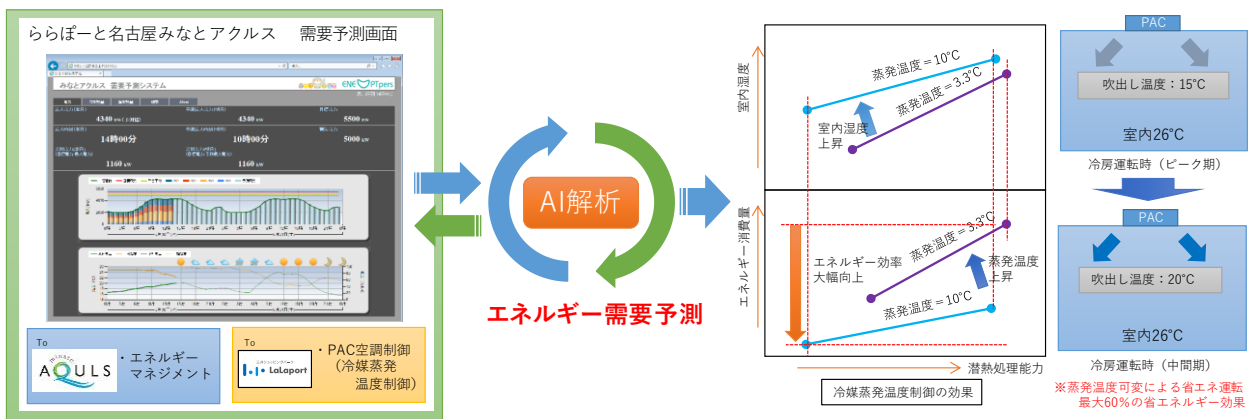 ららぽーと名古屋みなとアクルス 需要予測画面
みなとアクルス 需要予測システム
ENE OPTpers
4340 kW
4340 kW
5500 kW
14時00分
10時00分
5000 kW
1160 kW
1160 kW
To
minato
AQULS
・エネルギー
マネジメント
To
LaLaport
・PAC空調制御
(冷媒蒸発
温度制御)
AI解析
エネルギー需要予測
室内湿度
蒸発温度=10℃
蒸発温度=3.3℃
室内湿度
上昇
エネルギー消費量
蒸発温度=3.3℃
エネルギー効率
大幅向上
蒸発温度
上昇
蒸発温度=10℃
潜熱処理能力
冷媒蒸発温度制御の効果
PAC
吹出し温度:15℃
室内26℃
冷房運転時(ピーク期)
PAC
吹出し温度:20℃
室内26℃
冷房運転時(中間期)
※蒸発温度可変による省エネ運転
最大60%の省エネルギー効果